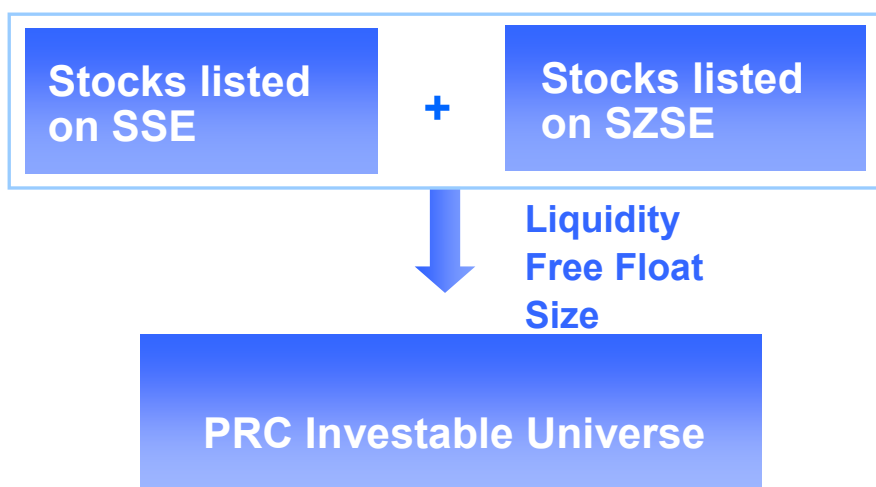 Stocks listed
on SSE
+
Stocks listed
on SZSE
Liquidity
Free Float
Size
PRC Investable Universe